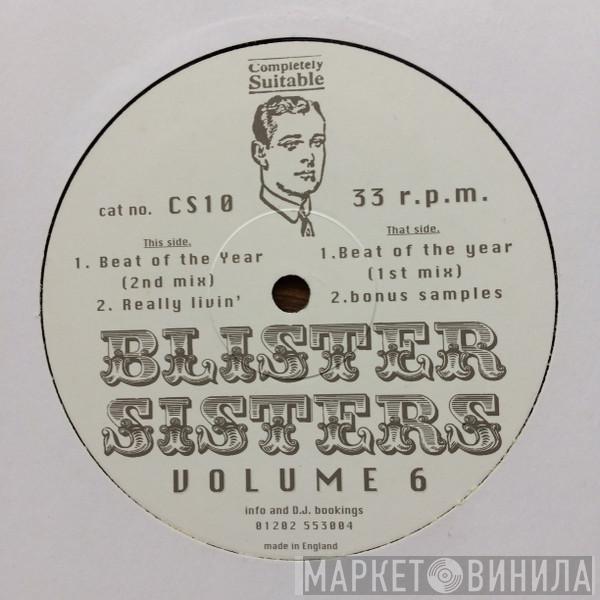 Completely
Suitable
cat no. CS10
33 r.p.m.
This side.
1. Beat of the Year
(2nd mix)
2. Really livin'
That side.
1.Beat of the year
(1st mix)
2.bonus samples
BLISTER
SISTERS
VOLUME 6
info and D.J. bookings
01202 553004
made in England
МАРКЕТ ВИНИЛА